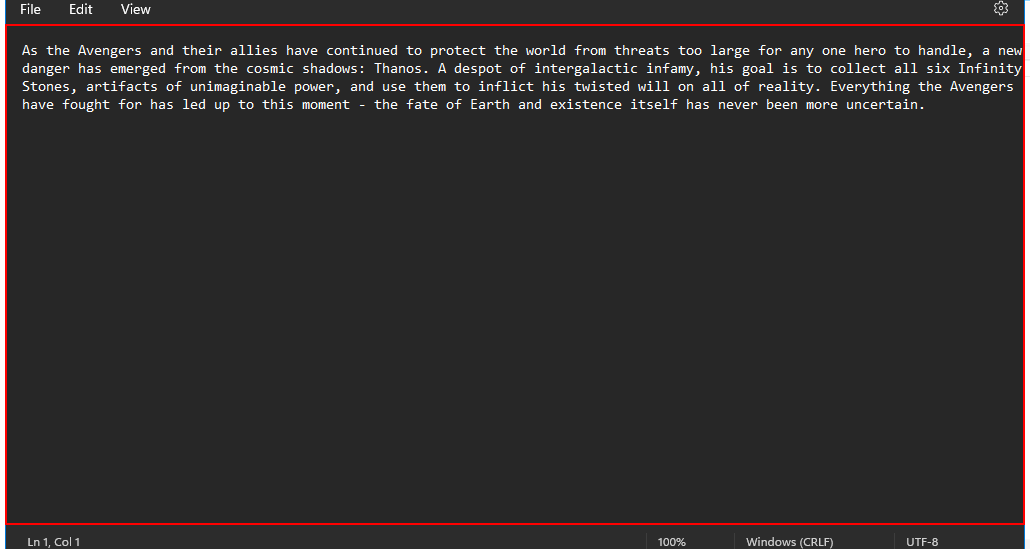 File Edit View
As the Avengers and their allies have continued to protect the world from threats too large for any one hero to handle, a new
danger has emerged from the cosmic shadows: Thanos. A despot of intergalactic infamy, his goal is to collect all six Infinity
Stones, artifacts of unimaginable power, and use them to inflict his twisted will on all of reality. Everything the Avengers
have fought for has led up to this moment - the fate of Earth and existence itself has never been more uncertain.
Ln 1, Col 1 100% Windows (CRLF) UTF-8